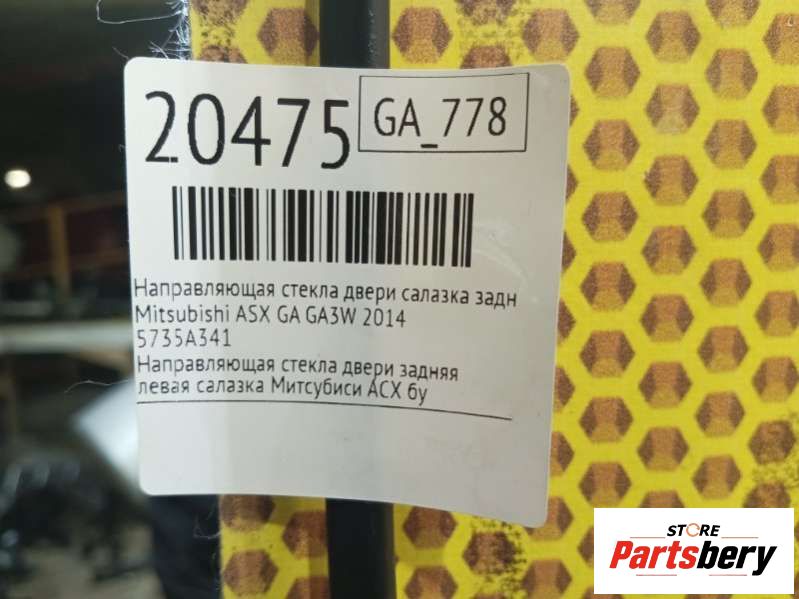 20475
GA_778
Направляющая стекла двери салазка задн
Mitsubishi ASX GA GA3W 2014
5735A341
Направляющая стекла двери задняя
левая салазка Митсубиси АСХ бу
STORE
Partsbery